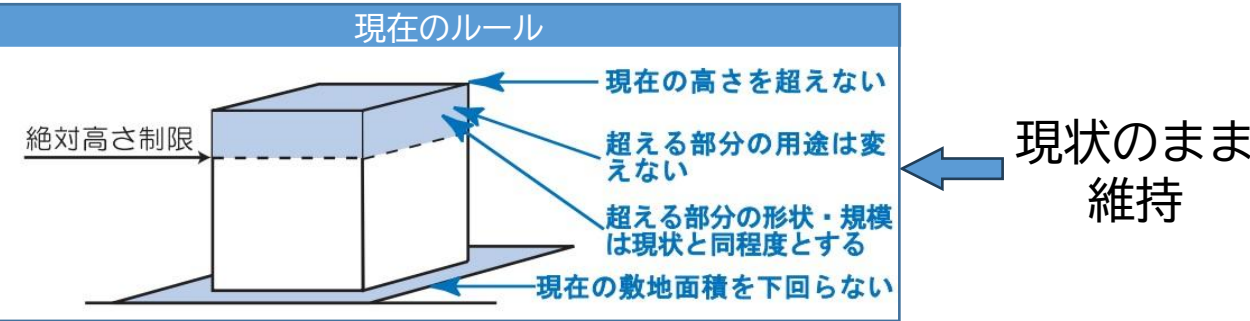 現在のルール
現在の高さを超えない
絶対高さ制限
超える部分の用途は変
えない
超える部分の形状・規模
は現状と同程度とする
現在の敷地面積を下回らない
現状のまま
維持